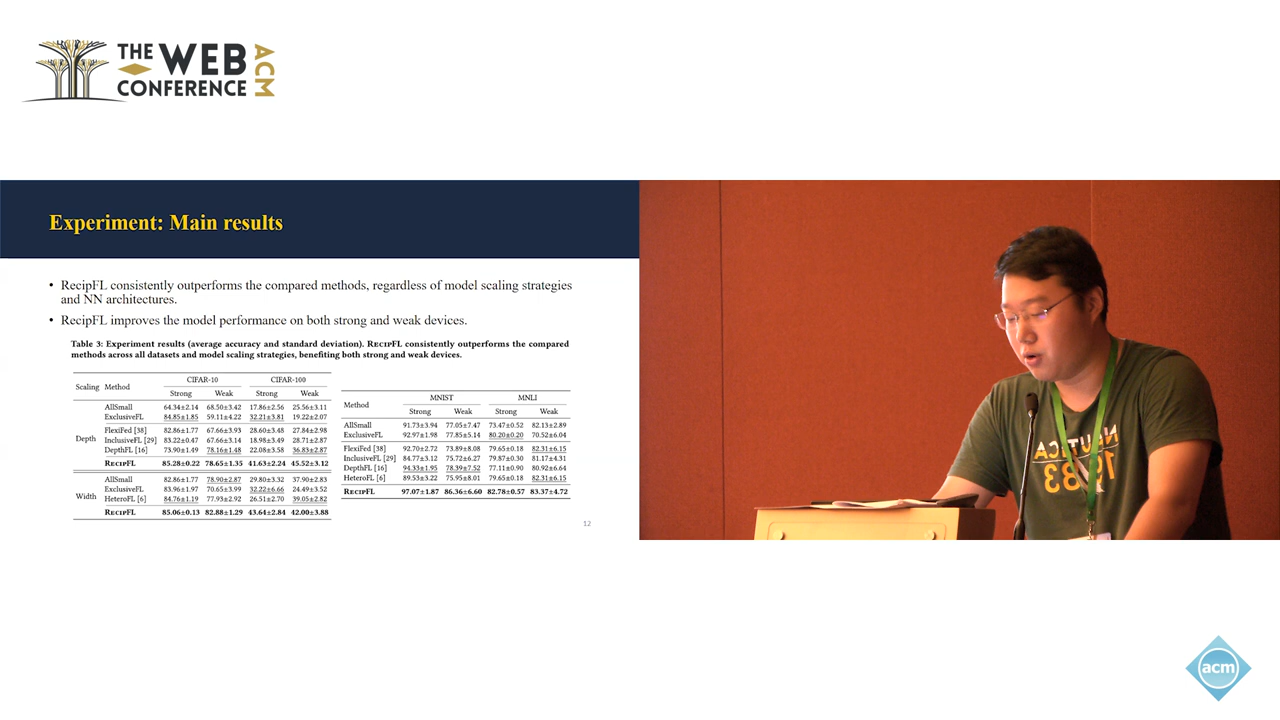 THE WEB
CONFERENCE
ACM
Experiment: Main results
• RecipFL consistently outperforms the compared methods, regardless of model scaling strategies
and NN architectures.
• RecipFL improves the model performance on both strong and weak devices.
Table 3: Experiment results (average accuracy and standard deviation). RecipFL consistently outperforms the compared
methods across all datasets and model scaling strategies, benefiting both strong and weak devices.
Scaling Method CIFAR-10 CIFAR-100
Strong Weak Strong Weak
AllSmall 64.34±2.14 68.50±3.42 17.86±2.56 25.56±3.11
ExclusiveFL 84.85±1.85 59.11±4.22 32.21±3.81 19.22±2.07
Depth
FlexiFed [38] 82.86±1.77 67.66±3.93 28.60±3.48 27.84±2.98
InclusiveFL [29] 83.22±0.47 67.66±3.14 18.98±3.49 28.71±2.87
DepthFL [16] 73.90±1.49 78.16±1.48 22.08±3.58 36.83±2.87
RecipFL 85.28±0.22 78.65±1.35 41.63±2.24 45.52±3.12
Width
AllSmall 82.86±1.77 78.90±2.87 29.80±3.32 37.90±2.83
ExclusiveFL 83.96±1.97 70.65±3.99 32.22±6.66 24.49±3.52
HeteroFL [6] 84.76±1.19 77.93±2.92 26.51±2.70 39.05±2.82
RecipFL 85.06±0.13 82.88±1.29 43.64±2.84 42.00±3.88
Method MNIST MNLI
Strong Weak Strong Weak
AllSmall 91.73±3.94 77.05±7.47 73.47±0.52 82.13±2.89
ExclusiveFL 92.97±1.98 77.85±5.14 80.20±0.20 70.52±6.04
FlexiFed [38] 92.70±2.72 73.89±8.08 79.65±0.18 82.31±6.15
InclusiveFL [29] 84.77±3.12 75.72±6.27 79.87±0.30 81.17±4.31
DepthFL [16] 94.33±1.95 78.39±7.52 77.11±0.90 80.92±6.64
HeteroFL [6] 89.53±3.22 75.95±8.01 79.65±0.18 82.31±6.15
RecipFL 97.07±1.87 86.36±6.60 82.78±0.57 83.37±4.72
12
NAUTICA
1983
acm